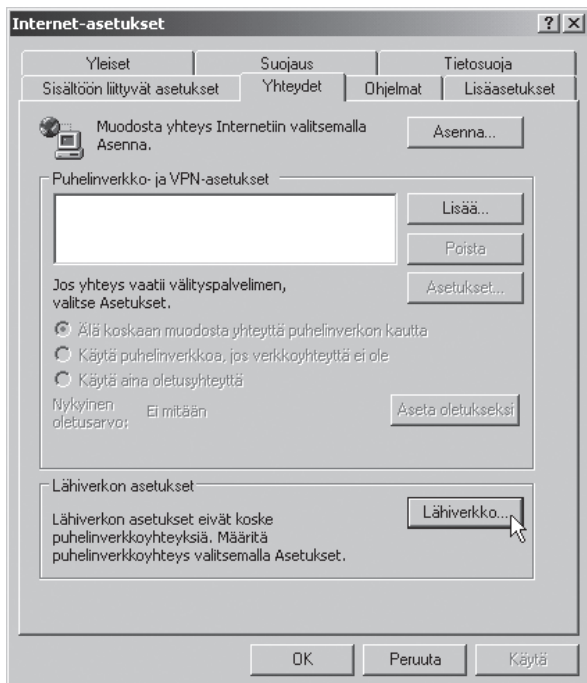 Internet-asetukset
Yleiset Suojaus Tietosuoja
Sisältöön liittyvät asetukset Yhteydet Ohjelmat Lisäasetukset
Muodosta yhteys Internetiin valitsemalla
Asenna.
Asenna...
Puhelinverkko- ja VPN-asetukset
Lisää...
Poista
Jos yhteys vaatii välityspalvelimen,
valitse Asetukset.
Asetukset...
Älä koskaan muodosta yhteyttä puhelinverkon kautta
Käytä puhelinverkkoa, jos verkkoyhteyttä ei ole
Käytä aina oletusyhteyttä
Nykyinen
oletusarvo:
Ei mitään
Aseta oletukseksi
Lähiverkon asetukset
Lähiverkon asetukset eivät koske
puhelinverkkoyhteyksiä. Määritä
puhelinverkkoyhteys valitsemalla Asetukset.
Lähiverkko...
OK Peruuta Käytä